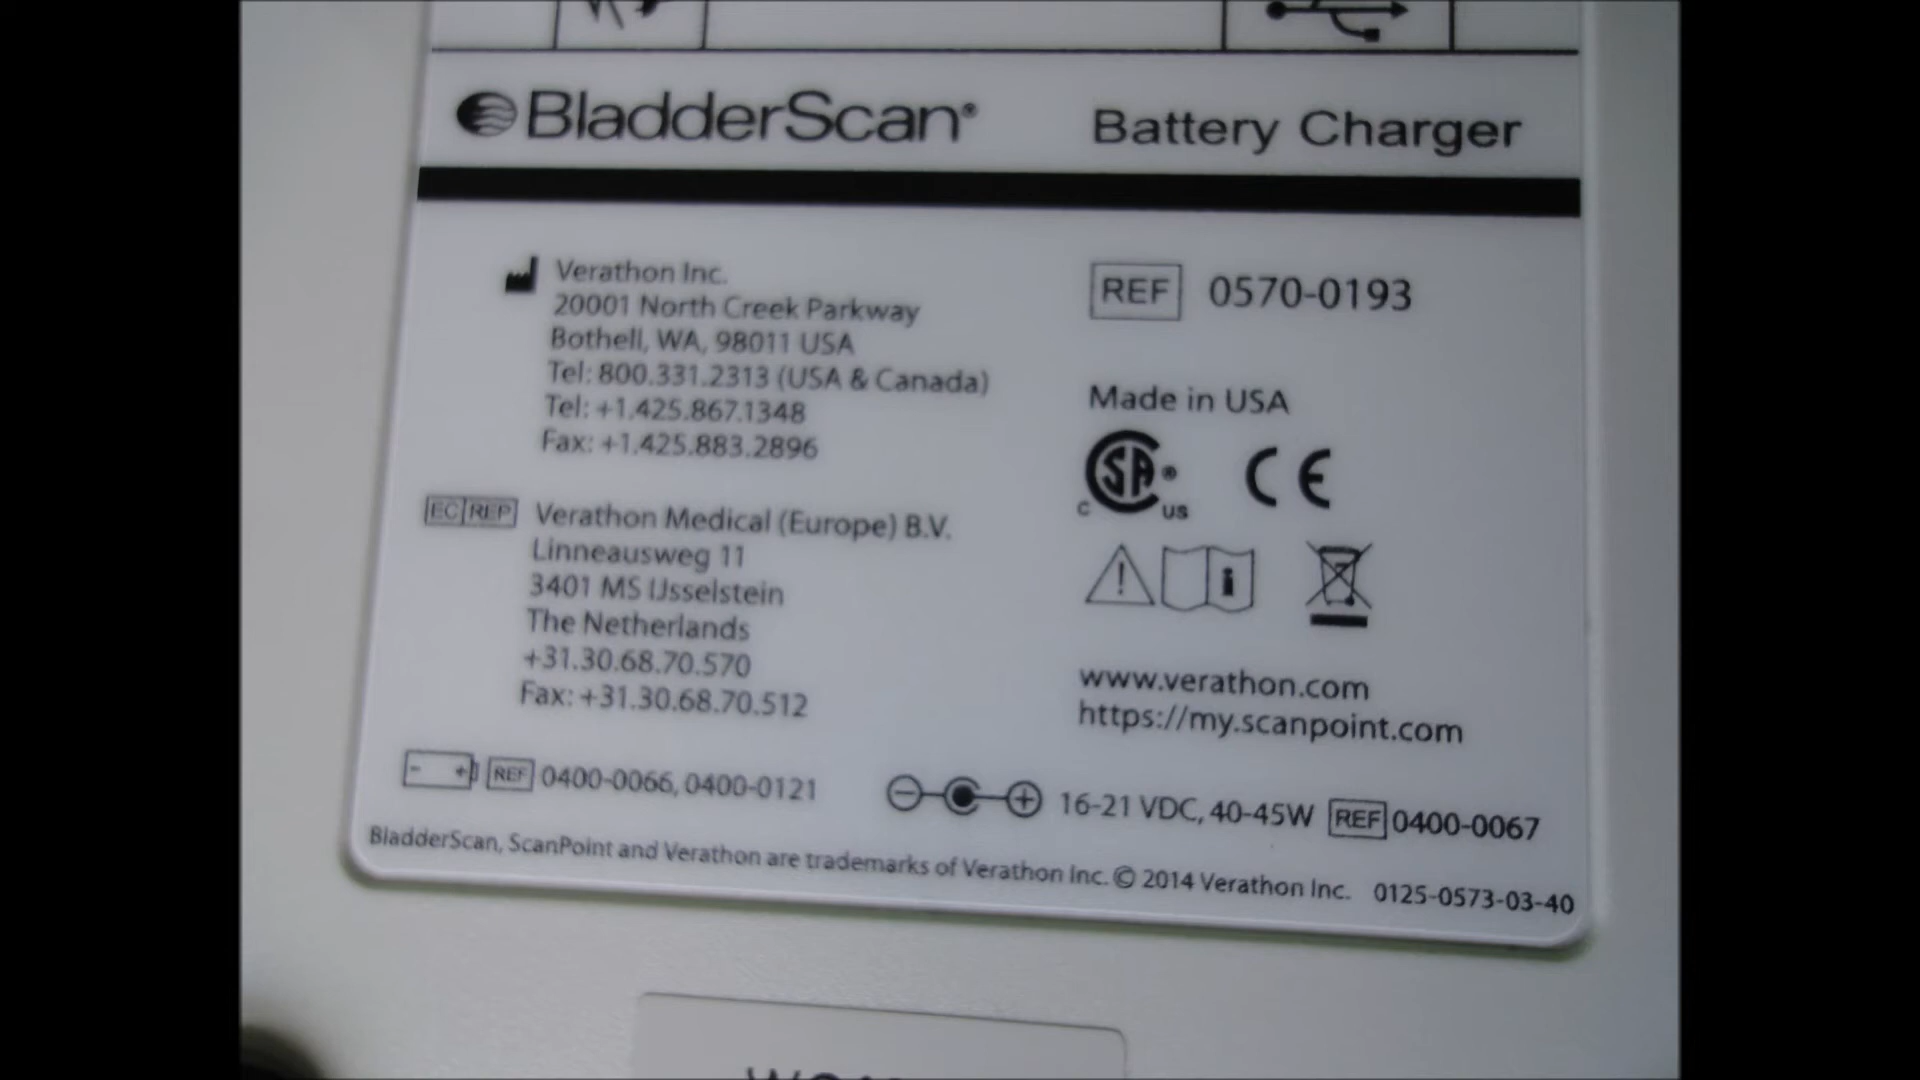 BladderScan® Battery Charger
Verathon Inc.
20001 North Creek Parkway
Bothell, WA, 98011 USA
Tel: 800.331.2313 (USA & Canada)
Tel: +1.425.867.1348
Fax: +1.425.883.2896
EC REP Verathon Medical (Europe) B.V.
Linneausweg 11
3401 MS IJsselstein
The Netherlands
+31.30.68.70.570
Fax: +31.30.68.70.512
REF 0570-0193
Made in USA
CSA® CE
C US
www.verathon.com
https://my.scanpoint.com
REF 0400-0066, 0400-0121
16-21 VDC, 40-45W REF 0400-0067
BladderScan, ScanPoint and Verathon are trademarks of Verathon Inc. © 2014 Verathon Inc. 0125-0573-03-40